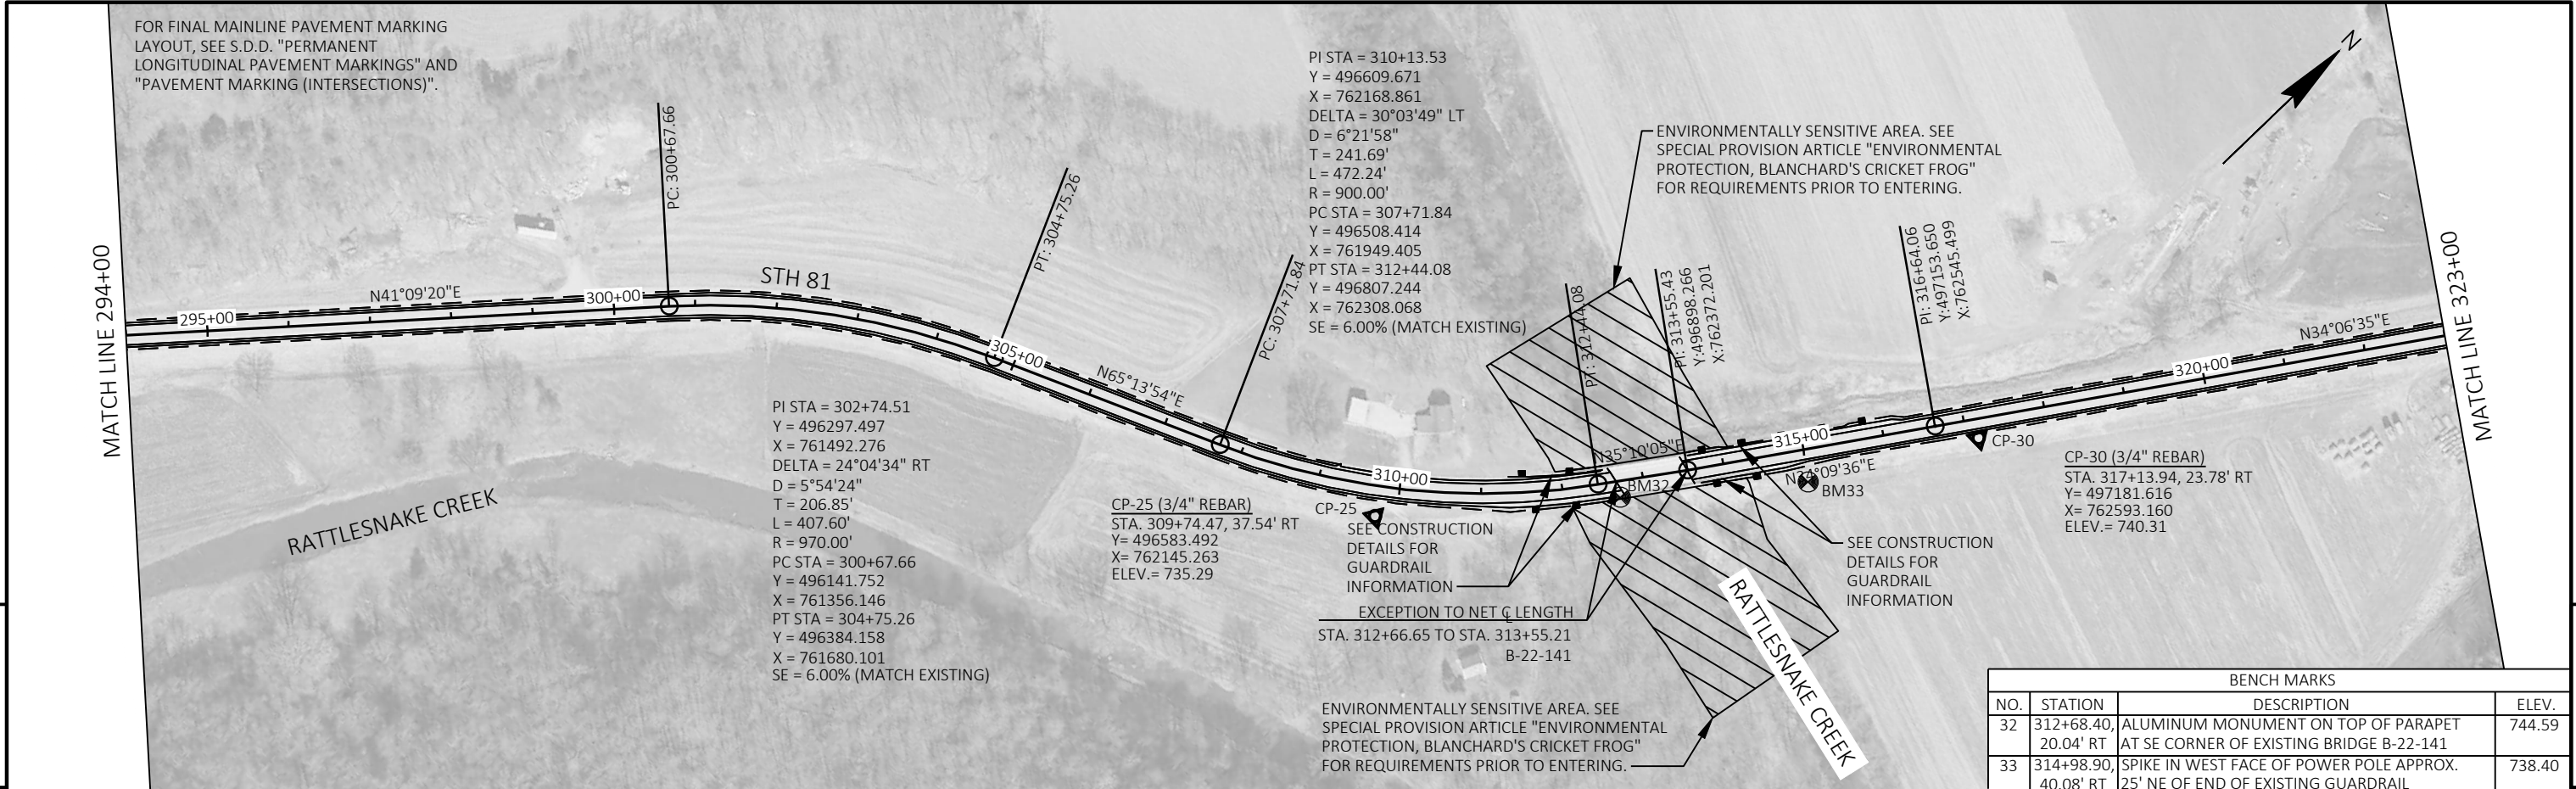 FOR FINAL MAINLINE PAVEMENT MARKING
LAYOUT, SEE S.D.D. "PERMANENT
LONGITUDINAL PAVEMENT MARKINGS" AND
"PAVEMENT MARKING (INTERSECTIONS)".
MATCH LINE 294+00
295+00
N41°09'20"E
300+00
PC: 300+67.66
STH 81
PT: 304+75.26
305+00
N65°13'54"E
PC: 307+71.84
RATTLESNAKE CREEK
PI STA = 302+74.51
Y = 496297.497
X = 761492.276
DELTA = 24°04'34" RT
D = 5°54'24"
T = 206.85'
L = 407.60'
R = 970.00'
PC STA = 300+67.66
Y = 496141.752
X = 761356.146
PT STA = 304+75.26
Y = 496384.158
X = 761680.101
SE = 6.00% (MATCH EXISTING)
PI STA = 310+13.53
Y = 496609.671
X = 762168.861
DELTA = 30°03'49" LT
D = 6°21'58"
T = 241.69'
L = 472.24'
R = 900.00'
PC STA = 307+71.84
Y = 496508.414
X = 761949.405
PT STA = 312+44.08
Y = 496807.244
X = 762308.068
SE = 6.00% (MATCH EXISTING)
310+00
CP-25
CP-25 (3/4" REBAR)
STA. 309+74.47, 37.54' RT
Y= 496583.492
X= 762145.263
ELEV.= 735.29
SEE CONSTRUCTION
DETAILS FOR
GUARDRAIL
INFORMATION
EXCEPTION TO NET ℄ LENGTH
STA. 312+66.65 TO STA. 313+55.21
B-22-141
ENVIRONMENTALLY SENSITIVE AREA. SEE
SPECIAL PROVISION ARTICLE "ENVIRONMENTAL
PROTECTION, BLANCHARD'S CRICKET FROG"
FOR REQUIREMENTS PRIOR TO ENTERING.
ENVIRONMENTALLY SENSITIVE AREA. SEE
SPECIAL PROVISION ARTICLE "ENVIRONMENTAL
PROTECTION, BLANCHARD'S CRICKET FROG"
FOR REQUIREMENTS PRIOR TO ENTERING.
PT: 312+44.08
PI: 313+55.43
Y:496898.266
X:762372.201
N35°10'05"E
BM32
315+00
N34°09'36"E
BM33
PI: 316+64.06
Y:497153.650
X:762545.499
CP-30
SEE CONSTRUCTION
DETAILS FOR
GUARDRAIL
INFORMATION
RATTLESNAKE CREEK
CP-30 (3/4" REBAR)
STA. 317+13.94, 23.78' RT
Y= 497181.616
X= 762593.160
ELEV.= 740.31
320+00
N34°06'35"E
N
MATCH LINE 323+00
BENCH MARKS
NO. STATION DESCRIPTION ELEV.
32 312+68.40, ALUMINUM MONUMENT ON TOP OF PARAPET 744.59
20.04' RT AT SE CORNER OF EXISTING BRIDGE B-22-141
33 314+98.90, SPIKE IN WEST FACE OF POWER POLE APPROX. 738.40
40.08' RT 25' NE OF END OF EXISTING GUARDRAIL